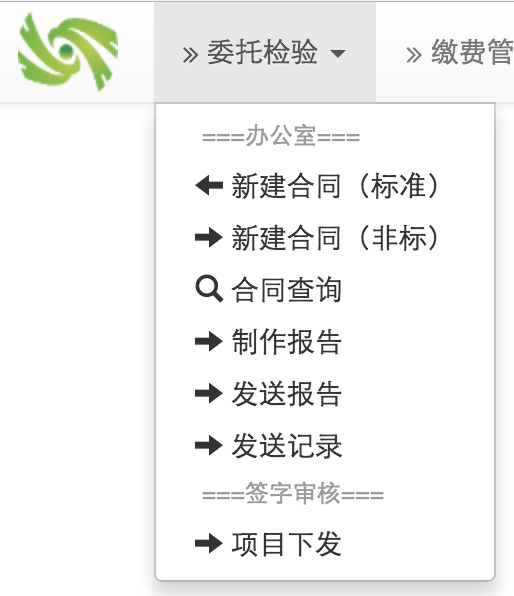 » 委托检验
» 缴费管
===办公室===
新建合同（标准）
新建合同（非标）
合同查询
制作报告
发送报告
发送记录
===签字审核===
项目下发